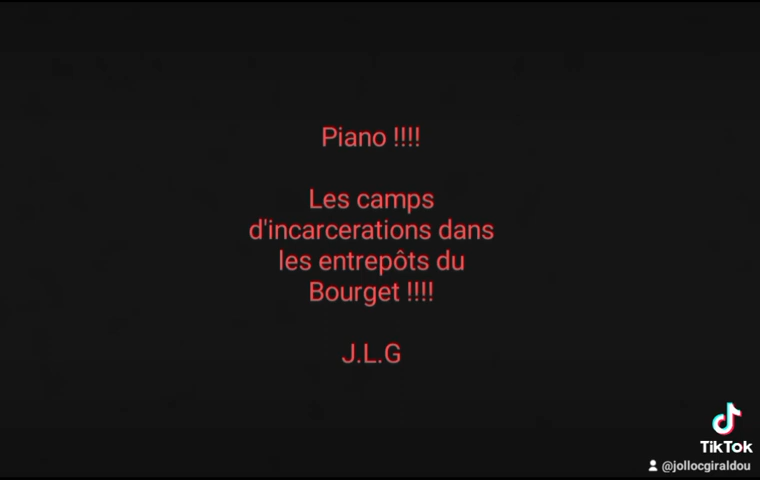 Piano !!!!
Les camps
d'incarcerations dans
les entrepôts du
Bourget !!!!
J.L.G
TikTok
@jollocgiraldou